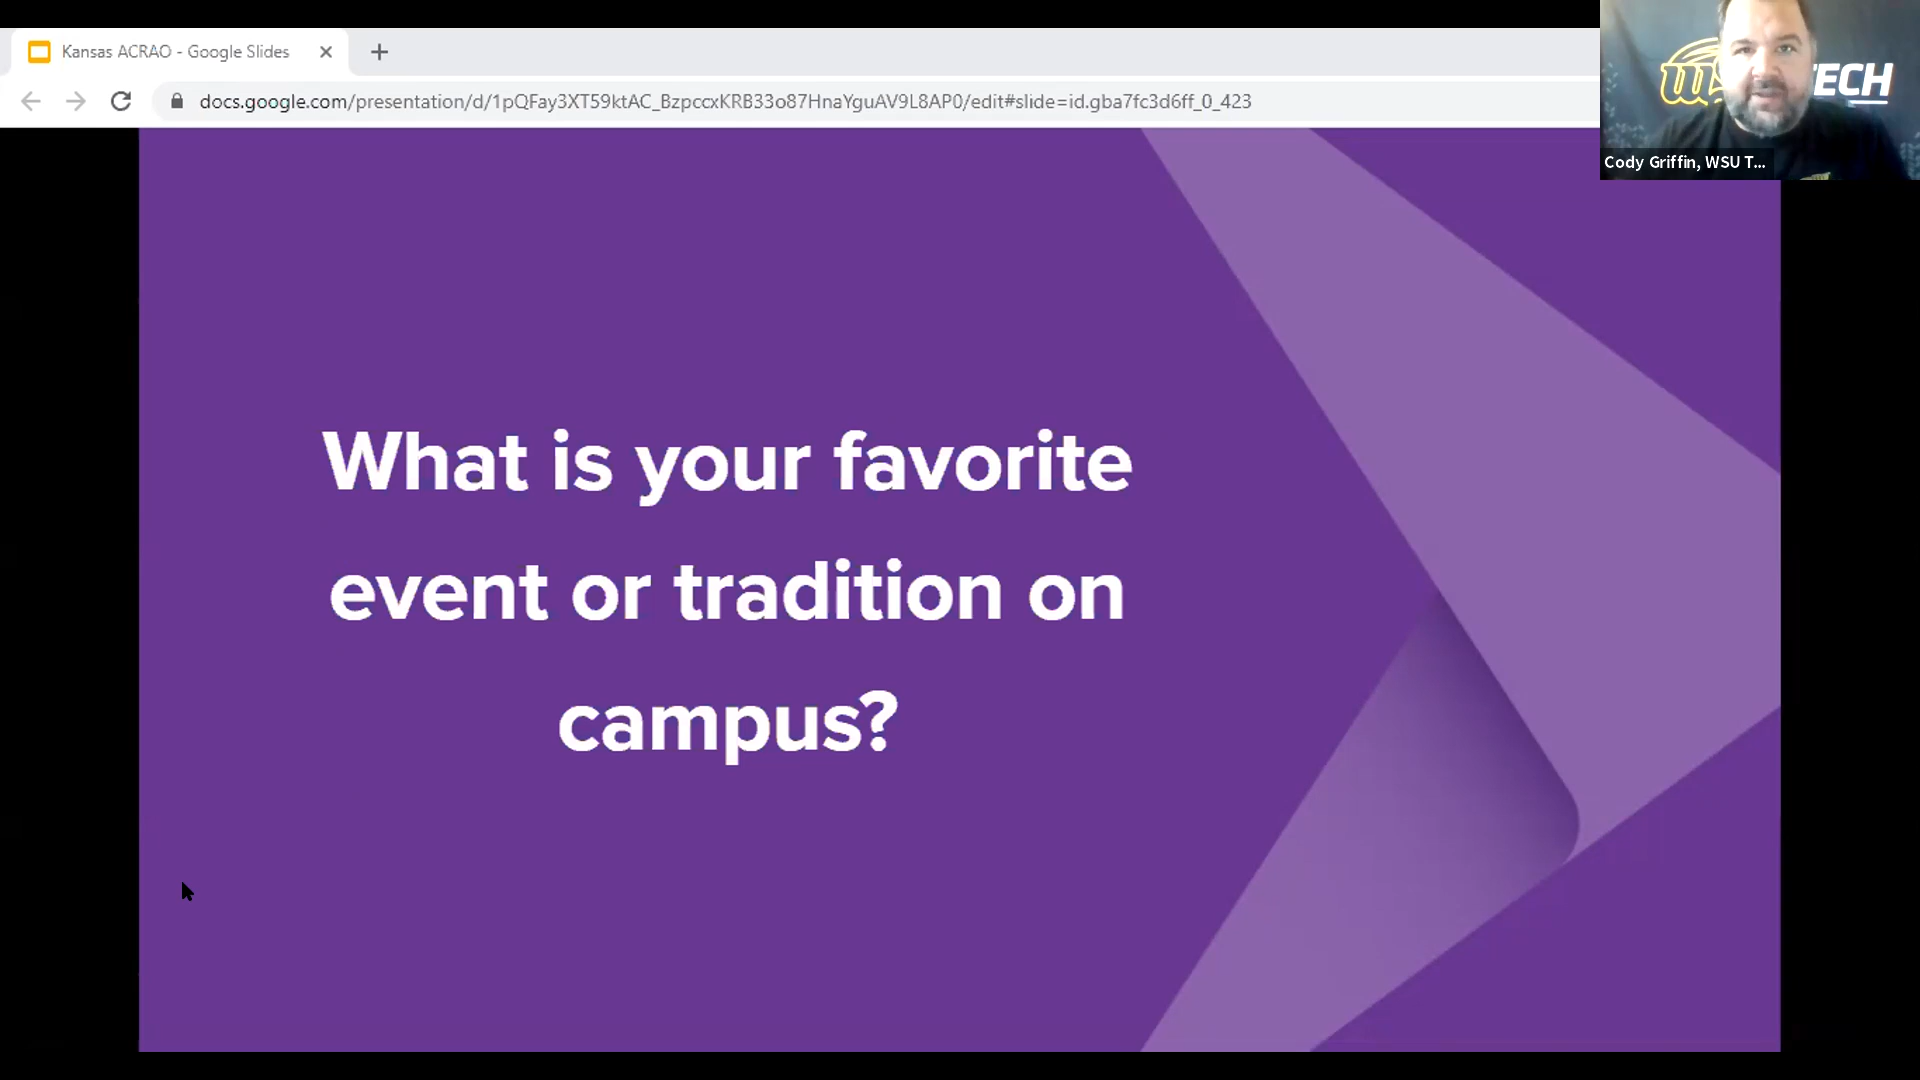 Kansas ACRAO - Google Slides
docs.google.com/presentation/d/1pQFay3XT59ktAC_BzpccxKRB33o87HnaYguAV9L8AP0/edit#slide=id.gba7fc3d6ff_0_423
TECH
Cody Griffin, WSU T...
What is your favorite
event or tradition on
campus?